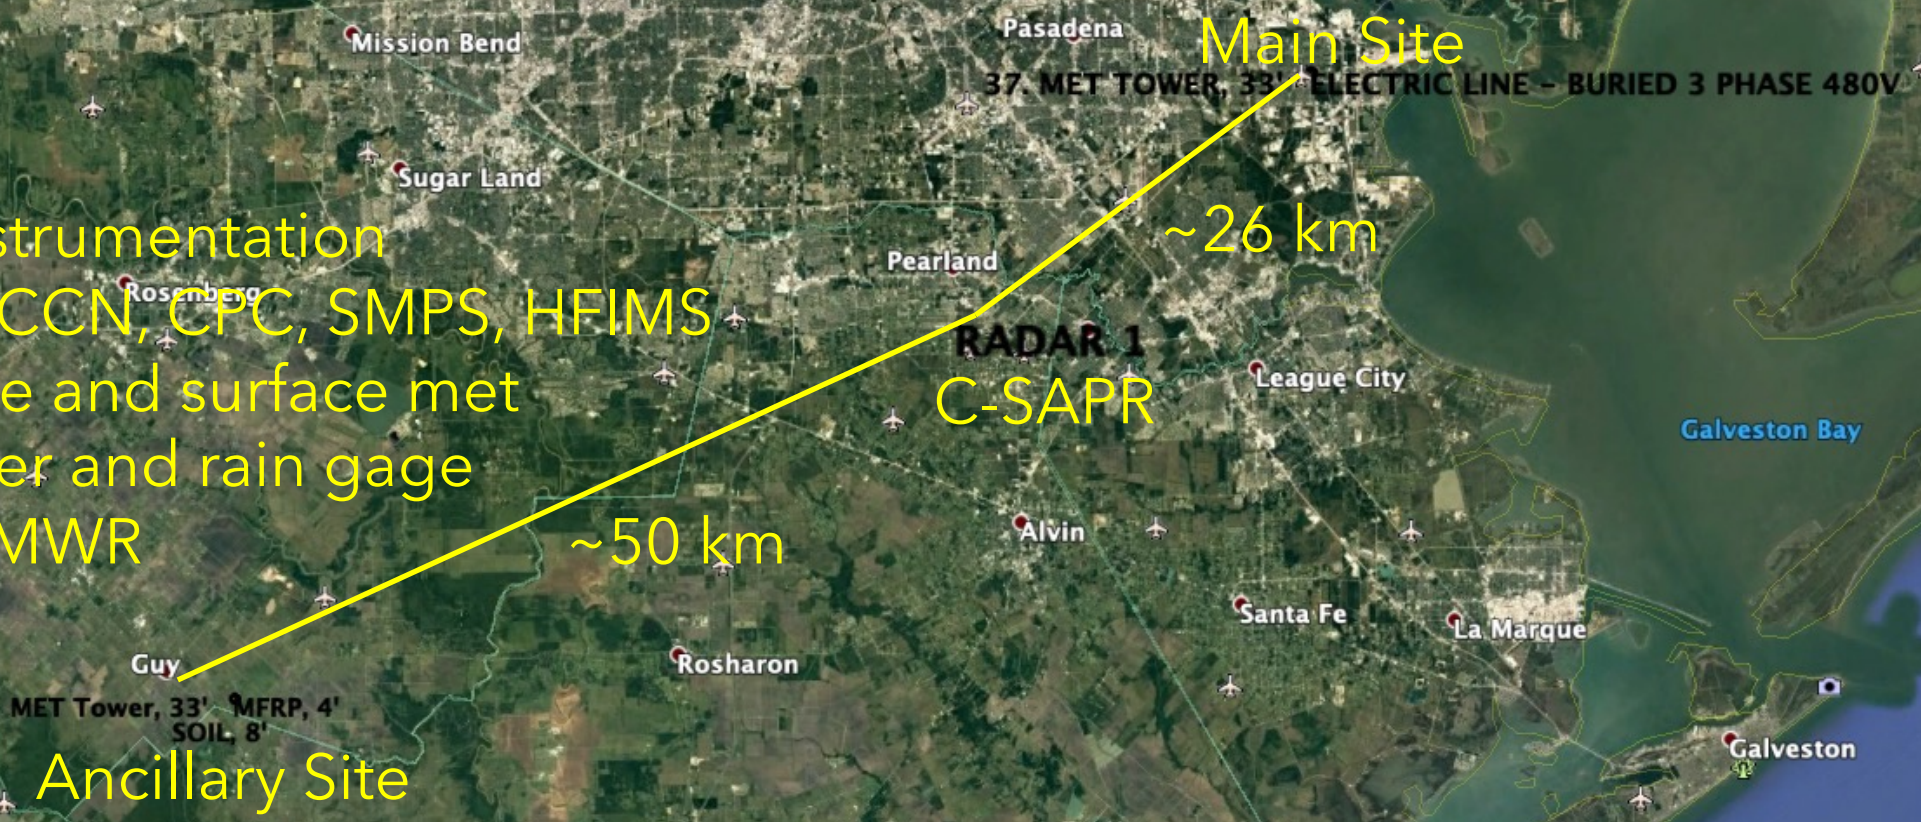 Pasadena
Main Site
Mission Bend
37. MET TOWER, 33' ELECTRIC LINE - BURIED 3 PHASE 480V
Sugar Land
~26 km
strumentation
Pearland
Rosenberg
CCN, CPC, SMPS, HFIMS
RADAR 1
e and surface met
C-SAPR
League City
Galveston Bay
er and rain gage
Alvin
MWR
~50 km
Santa Fe
La Marque
Guy
Rosharon
MET Tower, 33' MFRP, 4'
SOIL, 8'
Galveston
Ancillary Site